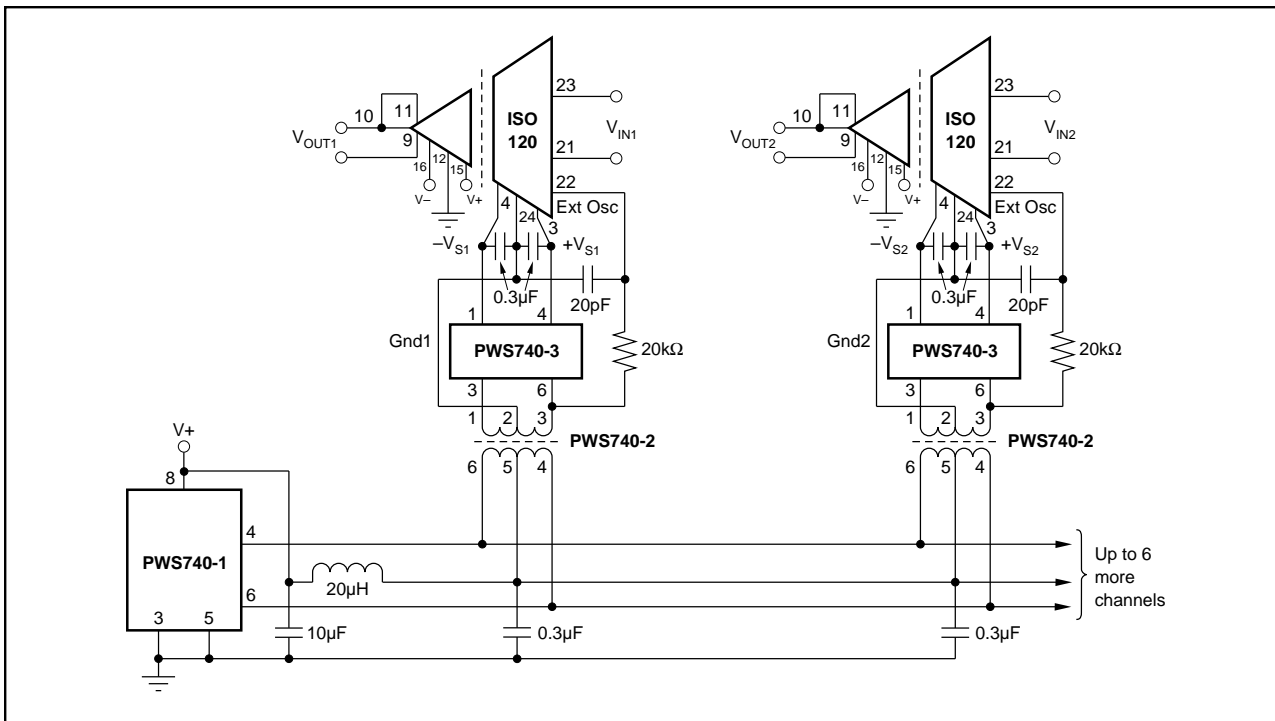 ISO
120
23
V_IN1
21
22
Ext Osc
10
11
9
V_OUT1
16
12
15
V–
V+
4
24
3
–V_S1
+V_S1
0.3µF
20pF
1
4
Gnd1
PWS740-3
20kΩ
3
6
1
2
3
PWS740-2
6
5
4
ISO
120
23
V_IN2
21
22
Ext Osc
10
11
9
V_OUT2
16
12
15
V–
V+
4
24
3
–V_S2
+V_S2
0.3µF
20pF
1
4
Gnd2
PWS740-3
20kΩ
3
6
1
2
3
PWS740-2
6
5
4
V+
8
4
PWS740-1
6
3
5
20µH
10µF
0.3µF
0.3µF
Up to 6
more
channels